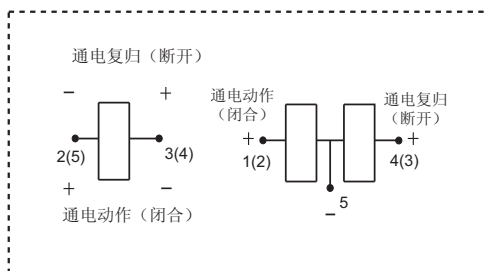 通电复归（断开）
− +
2(5) 3(4)
+ −
通电动作（闭合）
通电动作
（闭合）
+
1(2)
通电复归
（断开）
+
4(3)
5
−